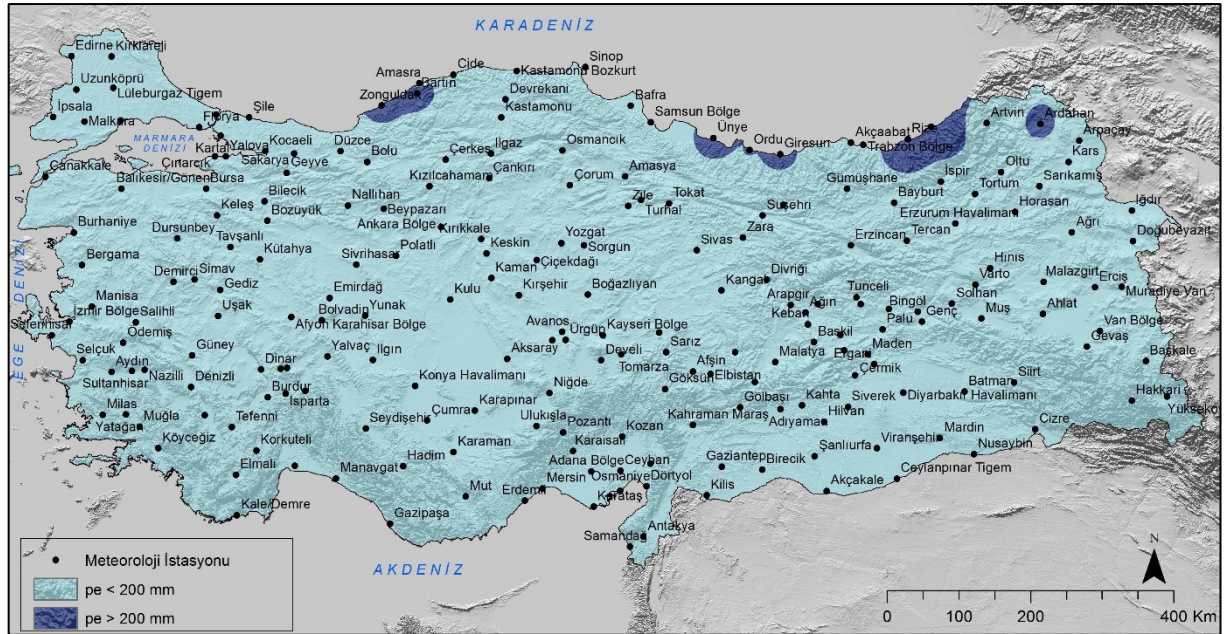 KARADENİZ
Edirne
Kırklareli
Uzunköprü
Lüleburgaz Tigem
İpsala
Malkara
Florya
Şile
MARMARA
DENİZİ
Kartal
Yalova
Kocaeli
Çınarcık
Sakarya
Geyve
Çanakkale
Balıkesir/Gönen
Bursa
Zonguldak
Amasra
Bartın
Cide
Kastamonu
Bozkurt
Sinop
Devrekani
Kastamonu
Bafra
Samsun Bölge
Ünye
Ordu
Giresun
Akçaabat
Trabzon Bölge
Rize
Artvin
Ardahan
Arpaçay
Kars
Sarıkamış
Düzce
Bolu
Çerkeş
Ilgaz
Osmancık
Çankırı
Kızılcahamam
Çorum
Amasya
Zile
Turhal
Tokat
Suşehri
Gümüşhane
Bayburt
İspir
Oltu
Tortum
Horasan
Iğdır
Doğubeyazıt
Ağrı
Bilecik
Bozüyük
Keleş
Nallıhan
Beypazarı
Ankara Bölge
Kırıkkale
Keskin
Yozgat
Sorgun
Sivas
Zara
Erzincan
Tercan
Erzurum Havalimanı
Burhaniye
Dursunbey
Tavşanlı
Kütahya
Sivrihasar
Polatlı
Kaman
Çiçekdağı
Boğazlıyan
Kangal
Divriği
Hınıs
Varto
Malazgirt
Erciş
Muradiye Van
Bergama
Demirci
Simav
Gediz
Uşak
Emirdağ
Bolvadin
Yunak
Kulu
Kırşehir
Arapgir
Ağın
Tunceli
Keban
Bingöl
Genç
Solhan
Muş
Ahlat
Van Bölge
Gevaş
Manisa
İzmir Bölge
Salihli
Ödemiş
Seferihisar
EGE DENİZİ
Afyon Karahisar Bölge
Yalvaç
Ilgın
Avanos
Ürgüp
Kayseri Bölge
Aksaray
Develi
Tomarza
Sarız
Baskil
Palu
Maden
Ergani
Malatya
Çermik
Başkale
Selçuk
Aydın
Sultanhisar
Nazilli
Güney
Denizli
Dinar
Burdur
Isparta
Konya Havalimanı
Niğde
Afşin
Göksun
Elbistan
Siverek
Diyarbakır
Batman
Havalimanı
Siirt
Hakkari
Yüksekova
Milas
Yatağan
Muğla
Tefenni
Seydişehir
Çumra
Karapınar
Ulukışla
Pozantı
Kozan
Kahraman Maraş
Gölbaşı
Adıyaman
Kahta
Hilvan
Cizre
Köyceğiz
Korkuteli
Elmalı
Manavgat
Hadim
Karaman
Karaisalı
Adana Bölge
Ceyhan
Gaziantep
Birecik
Şanlıurfa
Viranşehir
Mardin
Nusaybin
Ceylanpınar Tigem
Kale/Demre
Gazipaşa
Mut
Erdemli
Mersin
Osmaniye
Dörtyol
Karataş
Kilis
Akçakale
Antakya
Samandağ
AKDENİZ
Meteoroloji İstasyonu
pe < 200 mm
pe > 200 mm
N
0 100 200 400 Km